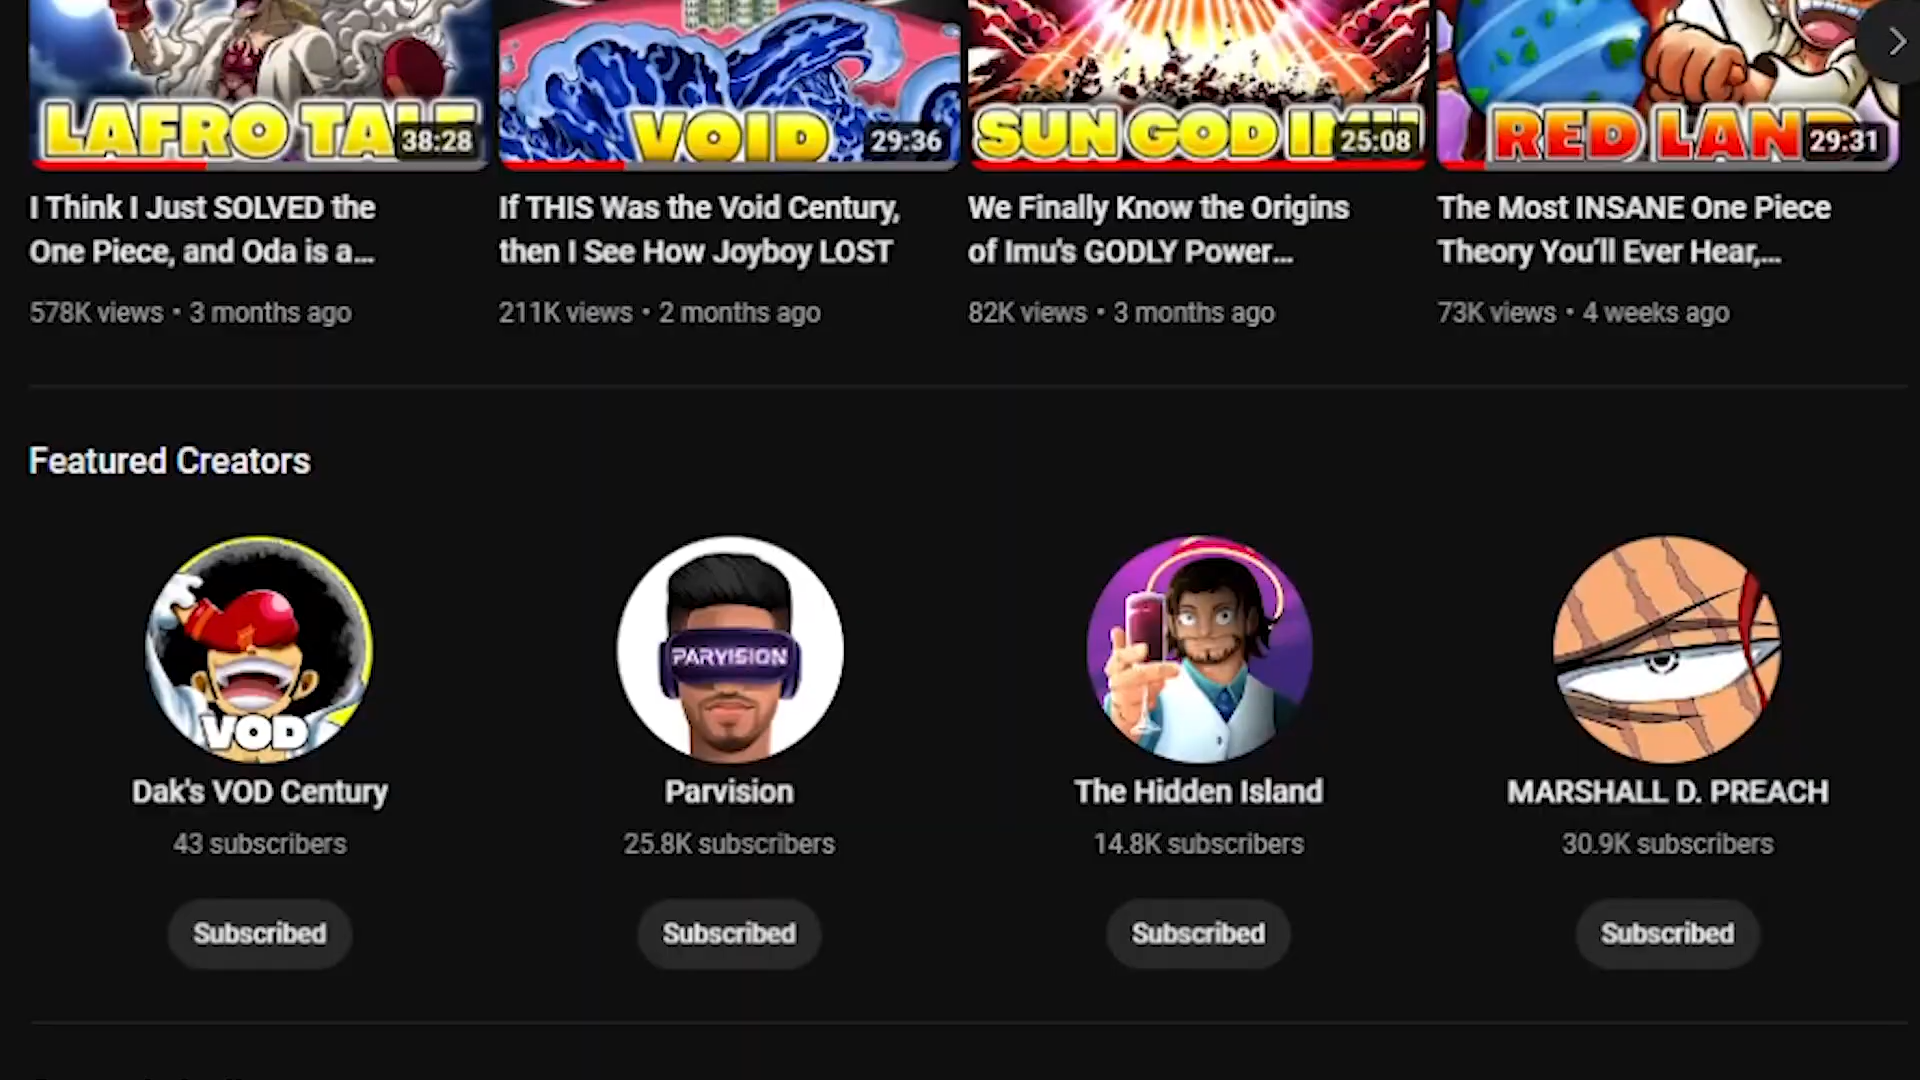 LAFRO TA
38:28
VOID
29:36
SUN GOD
25:08
RED LAN
29:31
I Think I Just SOLVED the
One Piece, and Oda is a...
If THIS Was the Void Century,
then I See How Joyboy LOST
We Finally Know the Origins
of Imu's GODLY Power...
The Most INSANE One Piece
Theory You'll Ever Hear,...
578K views • 3 months ago
211K views • 2 months ago
82K views • 3 months ago
73K views • 4 weeks ago
Featured Creators
VOD
PARVISION
Dak's VOD Century
Parvision
The Hidden Island
MARSHALL D. PREACH
43 subscribers
25.8K subscribers
14.8K subscribers
30.9K subscribers
Subscribed
Subscribed
Subscribed
Subscribed